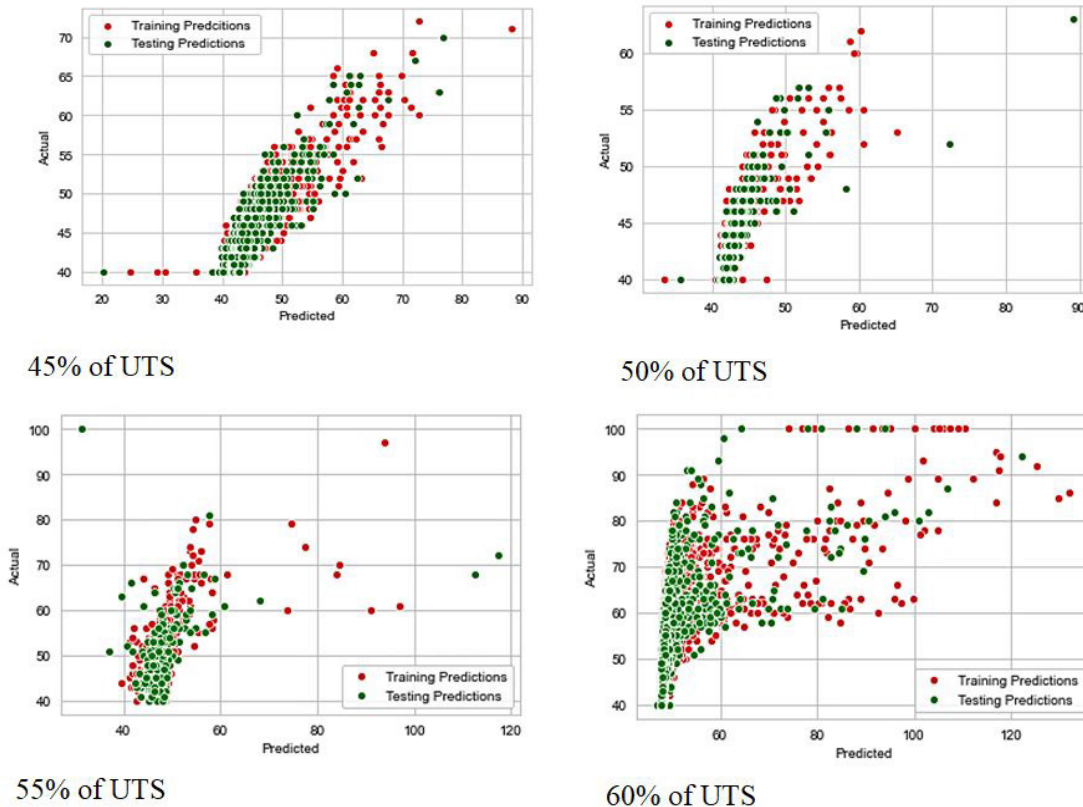 Training Predcitions
Testing Predictions
Actual
70
65
60
55
50
45
40
20 30 40 50 60 70 80 90
Predicted
45% of UTS
Training Predictions
Testing Predictions
Actual
60
55
50
45
40
40 50 60 70 80 90
Predicted
50% of UTS
Actual
100
90
80
70
60
50
40
Training Predictions
Testing Predictions
40 60 80 100 120
Predicted
55% of UTS
Actual
100
90
80
70
60
50
40
Training Predictions
Testing Predictions
60 80 100 120
Predicted
60% of UTS